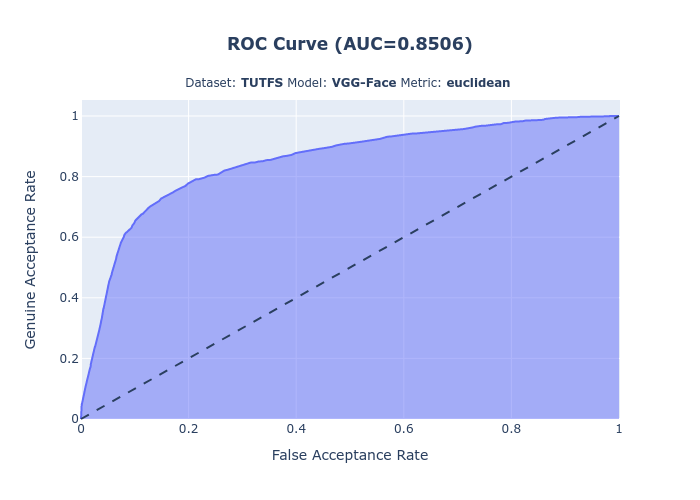 ROC Curve (AUC=0.8506)
Dataset: TUTFS Model: VGG-Face Metric: euclidean
Genuine Acceptance Rate
1
0.8
0.6
0.4
0.2
0
0 0.2 0.4 0.6 0.8 1
False Acceptance Rate